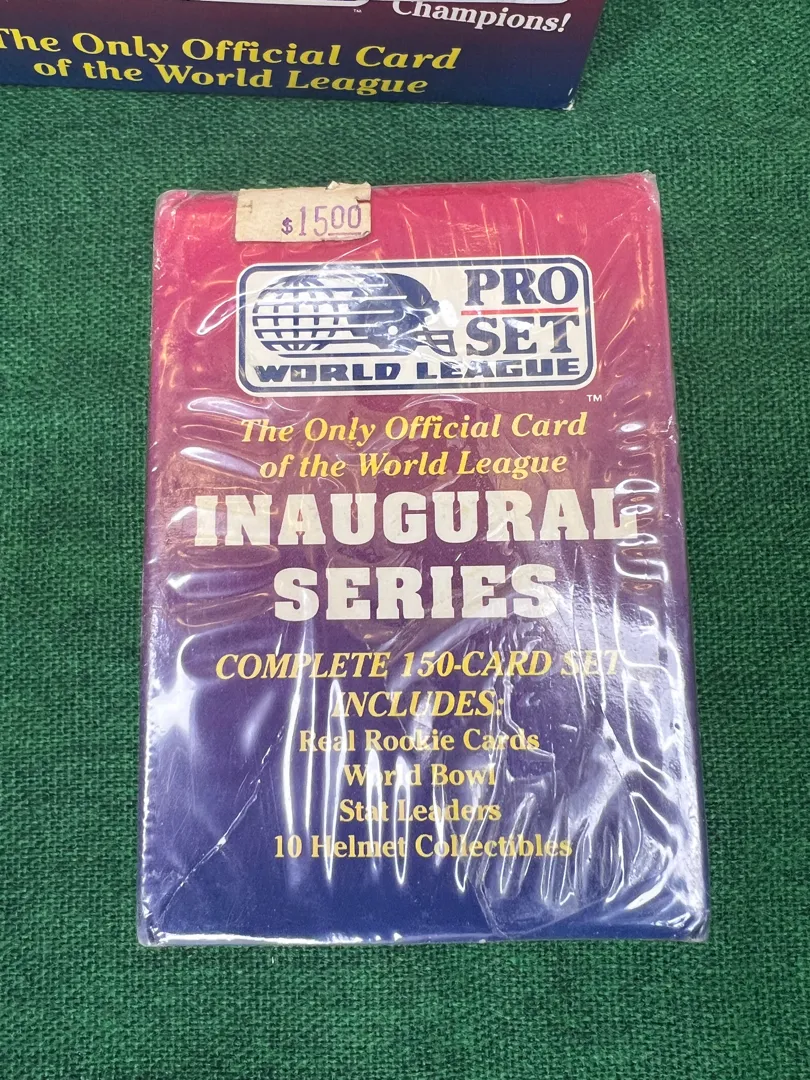 Champions!
The Only Official Card
of the World League
™
$1500
PRO
SET
WORLD LEAGUE
™
The Only Official Card
of the World League
INAUGURAL
SERIES
COMPLETE 150-CARD SET
INCLUDES:
Real Rookie Cards
World Bowl
Stat Leaders
10 Helmet Collectibles